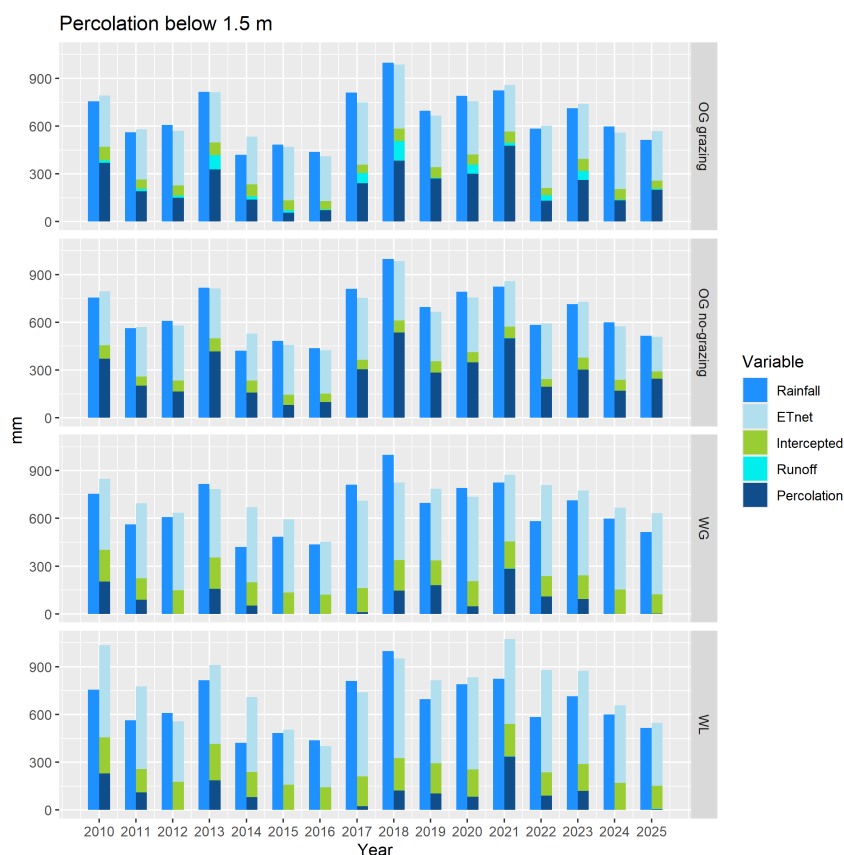 Percolation below 1.5 m
mm
900
600
300
0
OG grazing
900
600
300
0
OG no-grazing
900
600
300
0
WG
900
600
300
0
WL
2010 2011 2012 2013 2014 2015 2016 2017 2018 2019 2020 2021 2022 2023 2024 2025
Year
Variable
Rainfall
ETnet
Intercepted
Runoff
Percolation